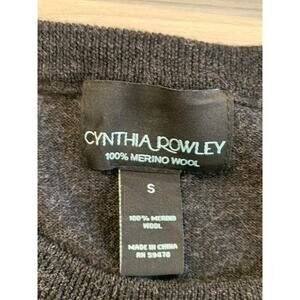 CYNTHIA ROWLEY
100% MERINO WOOL
S
100% MERINO
WOOL
MADE IN CHINA
RN 59470